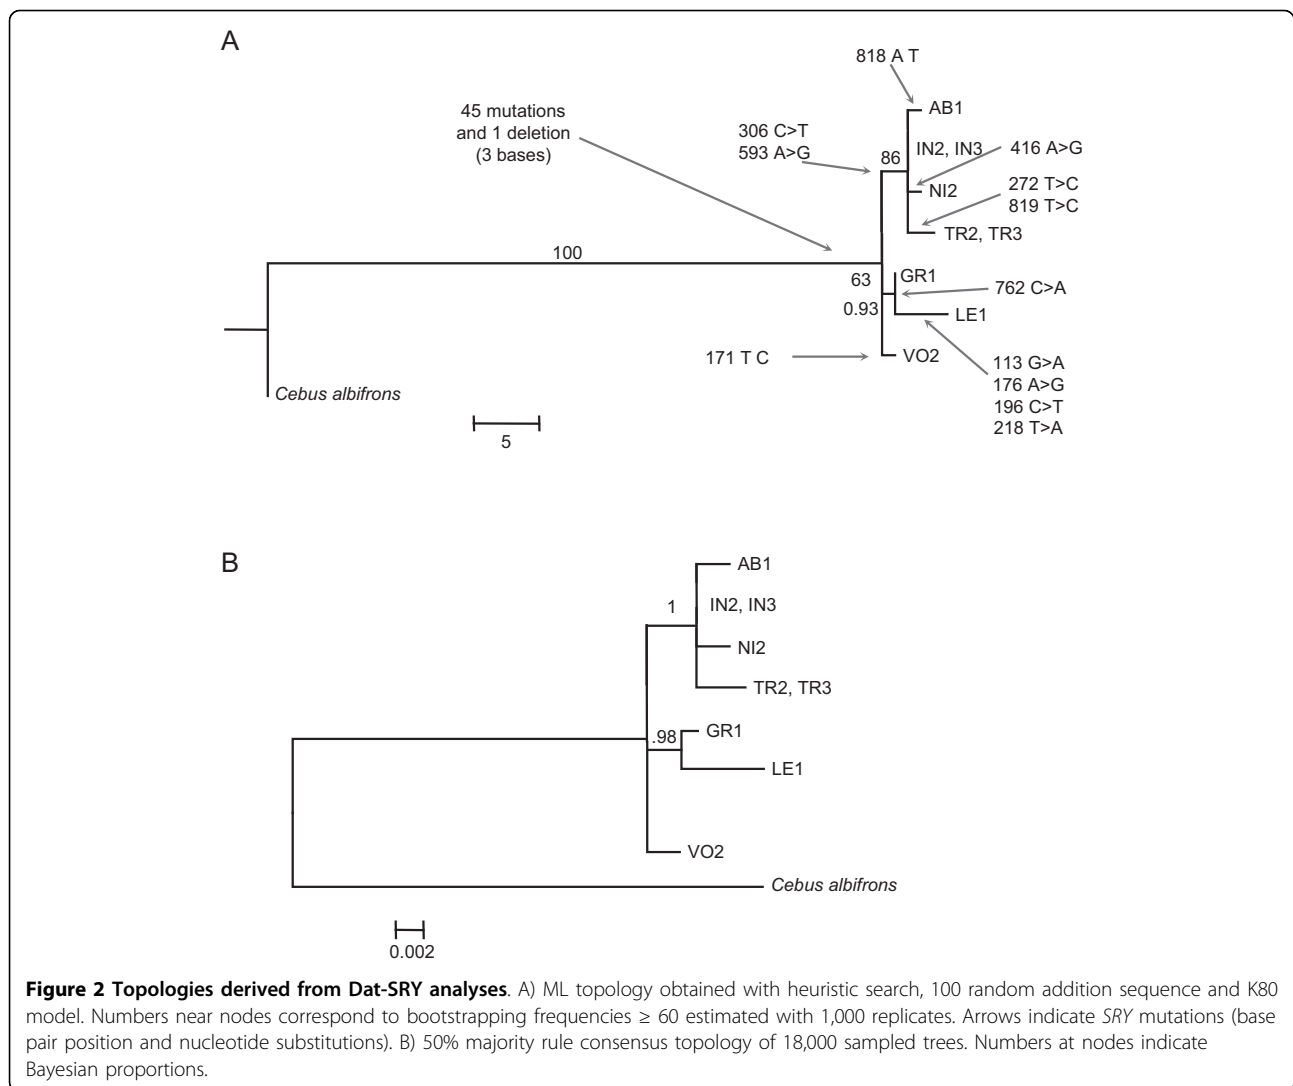 A
818 A T
AB1
45 mutations
and 1 deletion
(3 bases)
306 C>T
593 A>G
86
IN2, IN3
416 A>G
NI2
272 T>C
819 T>C
TR2, TR3
100
63
GR1
762 C>A
0.93
LE1
171 T C
VO2
113 G>A
176 A>G
196 C>T
218 T>A
Cebus albifrons
5
B
AB1
1
IN2, IN3
NI2
TR2, TR3
.98
GR1
LE1
VO2
Cebus albifrons
0.002
Figure 2 Topologies derived from Dat-SRY analyses. A) ML topology obtained with heuristic search, 100 random addition sequence and K80
model. Numbers near nodes correspond to bootstrapping frequencies ≥ 60 estimated with 1,000 replicates. Arrows indicate SRY mutations (base
pair position and nucleotide substitutions). B) 50% majority rule consensus topology of 18,000 sampled trees. Numbers at nodes indicate
Bayesian proportions.